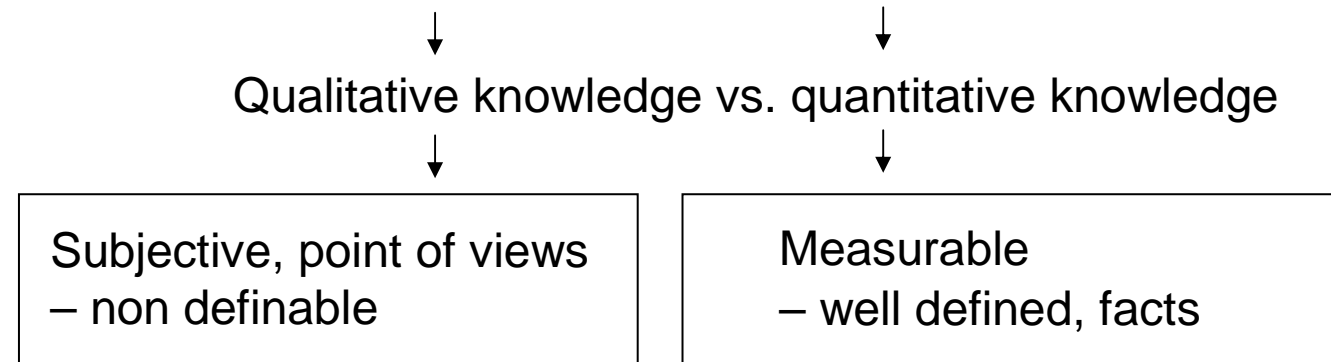 Qualitative knowledge vs. quantitative knowledge
Subjective, point of views
– non definable
Measurable
– well defined, facts